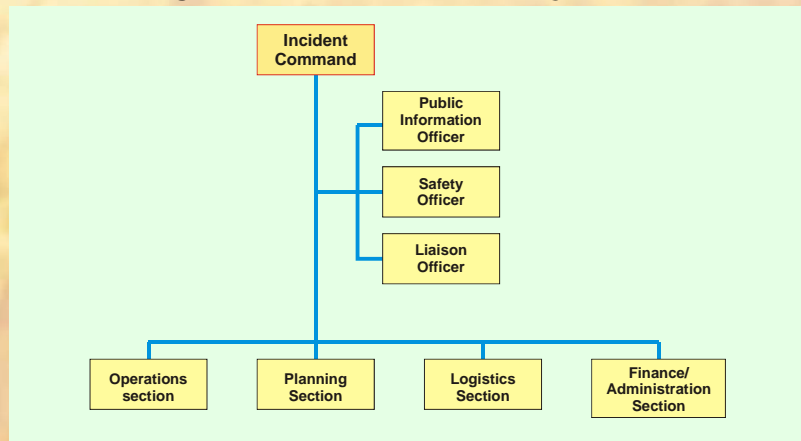 Incident
Command
Public
Information
Officer
Safety
Officer
Liaison
Officer
Operations
section
Planning
Section
Logistics
Section
Finance/
Administration
Section